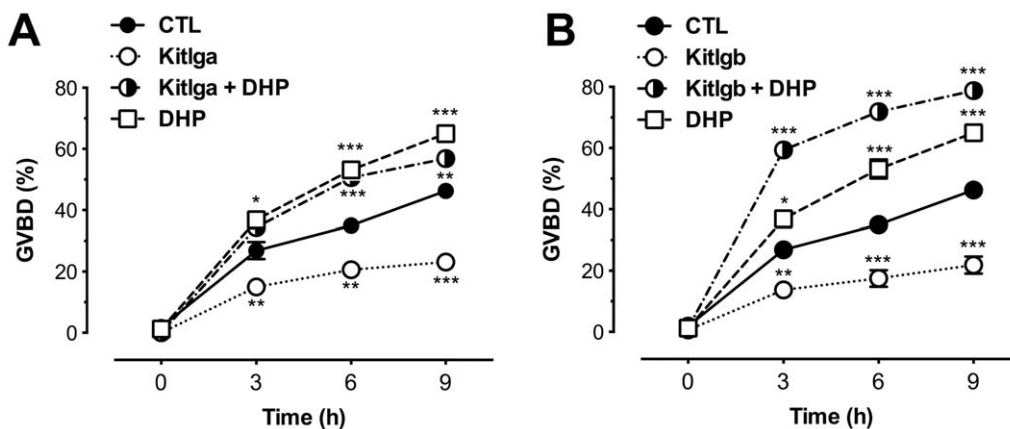 A
CTL
Kitlga
Kitlga + DHP
DHP
80
60
40
20
0
GVBD (%)
*
**
***
***
**
***
**
***
0 3 6 9
Time (h)
B
CTL
Kitlgb
Kitlgb + DHP
DHP
80
60
40
20
0
GVBD (%)
***
***
***
*
***
***
**
***
***
0 3 6 9
Time (h)